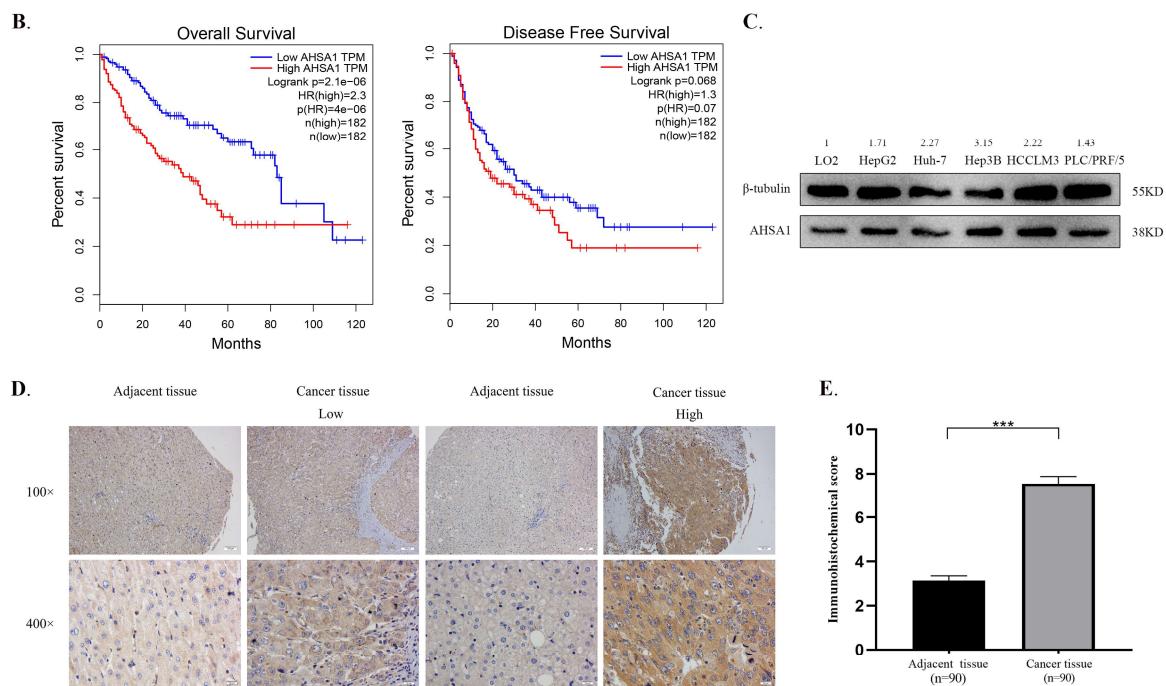 B.
Overall Survival
Low AHSA1 TPM
High AHSA1 TPM
Logrank p=2.1e-06
HR(high)=2.3
p(HR)=4e-06
n(high)=182
n(low)=182
Percent survival
1.0
0.8
0.6
0.4
0.2
0.0
0 20 40 60 80 100 120
Months
Disease Free Survival
Low AHSA1 TPM
High AHSA1 TPM
Logrank p=0.068
HR(high)=1.3
p(HR)=0.07
n(high)=182
n(low)=182
Percent survival
1.0
0.8
0.6
0.4
0.2
0.0
0 20 40 60 80 100 120
Months
C.
1 1.71 2.27 3.15 2.22 1.43
LO2 HepG2 Huh-7 Hep3B HCCLM3 PLC/PRF/5
β-tubulin 55KD
AHSA1 38KD
D.
Adjacent tissue Cancer tissue Adjacent tissue Cancer tissue
Low High
100×
400×
E.
Immunohistochemical score
10
8
6
4
2
0
***
Adjacent tissue Cancer tissue
(n=90) (n=90)